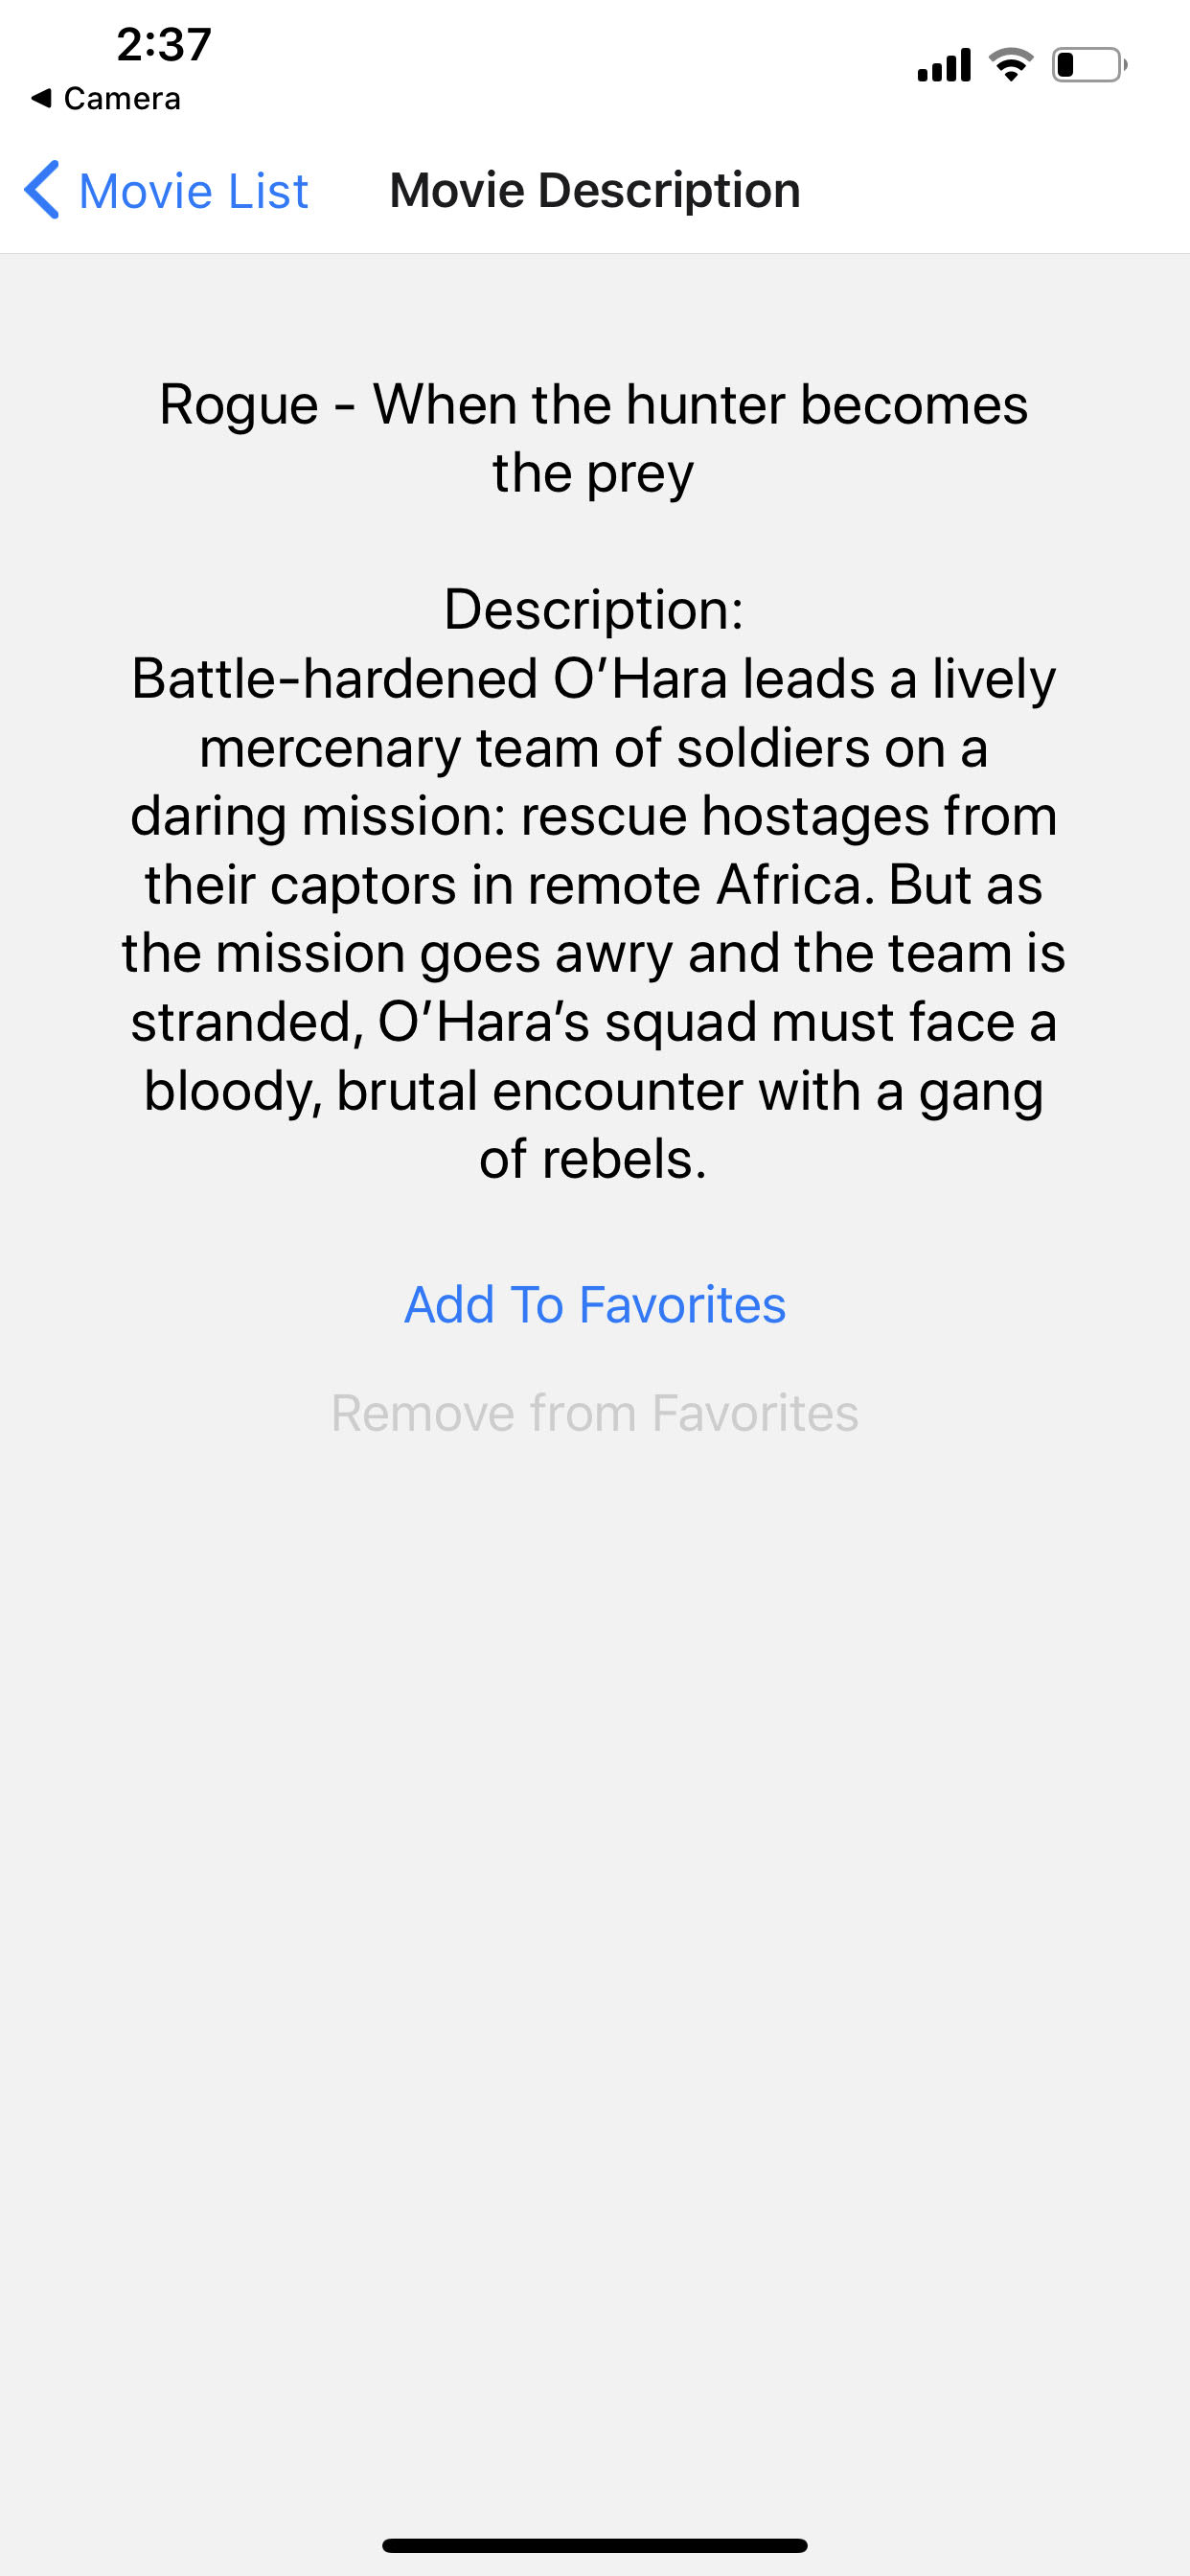 2:37
◀ Camera
Movie List
Movie Description
Rogue - When the hunter becomes
the prey
Description:
Battle-hardened O’Hara leads a lively
mercenary team of soldiers on a
daring mission: rescue hostages from
their captors in remote Africa. But as
the mission goes awry and the team is
stranded, O’Hara’s squad must face a
bloody, brutal encounter with a gang
of rebels.
Add To Favorites
Remove from Favorites